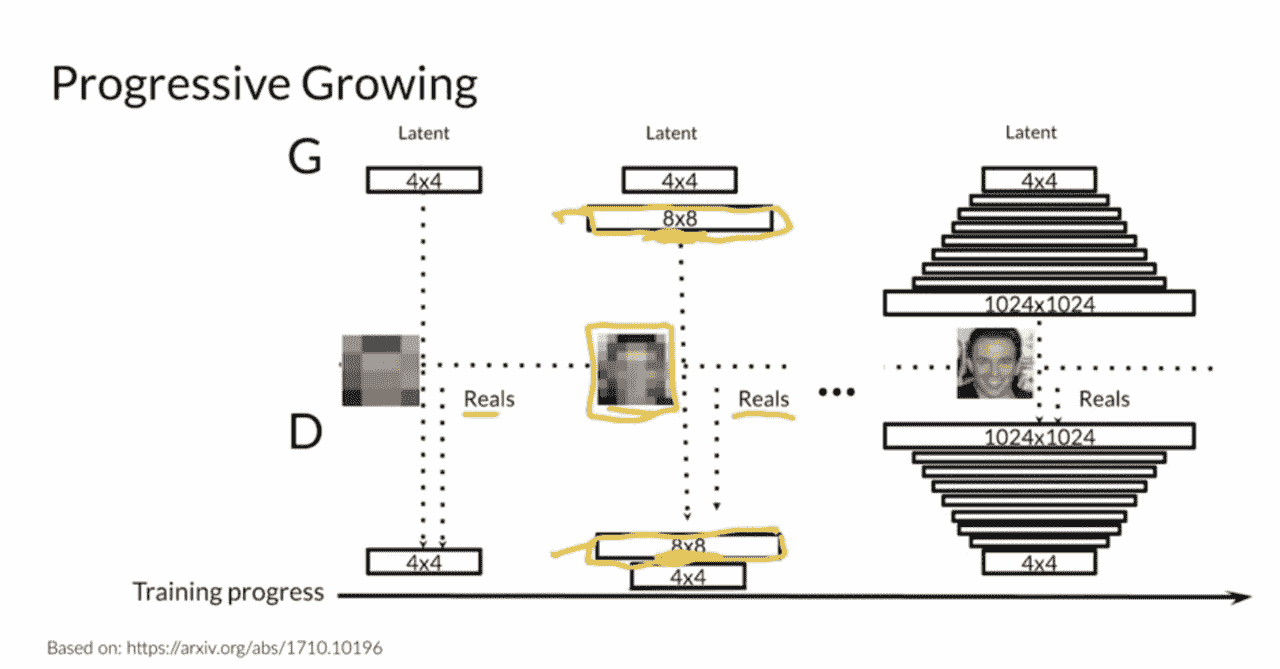 Progressive Growing
G
Latent
Latent
Latent
4x4
4x4
4x4
8x8
1024x1024
Reals
Reals
Reals
D
1024x1024
8x8
4x4
4x4
4x4
Training progress
Based on: https://arxiv.org/abs/1710.10196